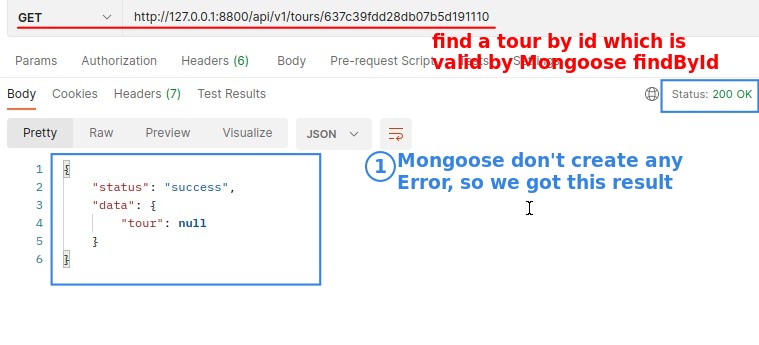 GET http://127.0.0.1:8800/api/v1/tours/637c39fdd28db07b5d191110
find a tour by id which is
valid by Mongoose findById
Params Authorization Headers (6) Body Pre-request Script Tests Settings
Body Cookies Headers (7) Test Results Status: 200 OK
Pretty Raw Preview Visualize JSON
1 Mongoose don't create any
Error, so we got this result
1 {
2 "status": "success",
3 "data": {
4 "tour": null
5 }
6 }